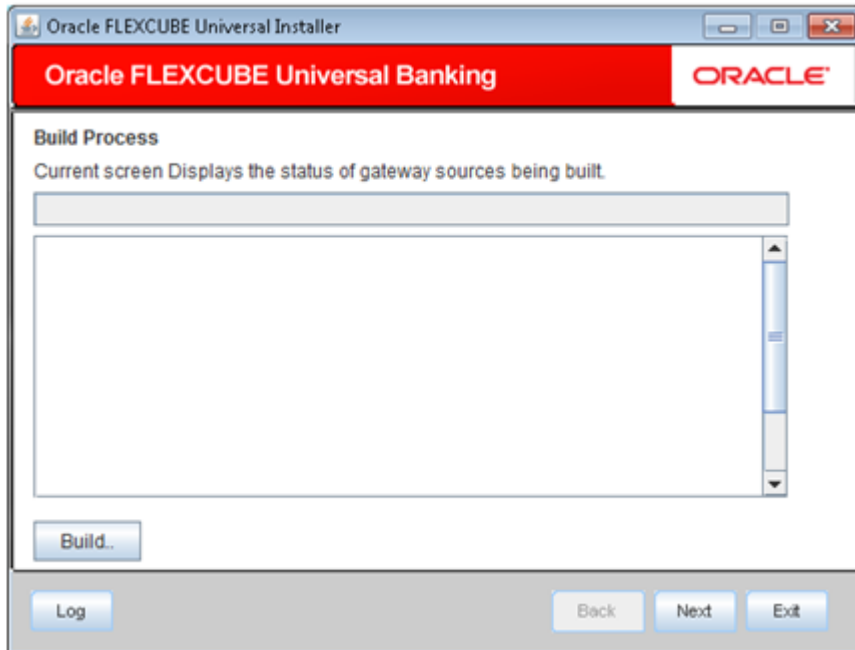 Oracle FLEXCUBE Universal Installer
Oracle FLEXCUBE Universal Banking
ORACLE
Build Process
Current screen Displays the status of gateway sources being built.
Build..
Log
Back
Next
Exit